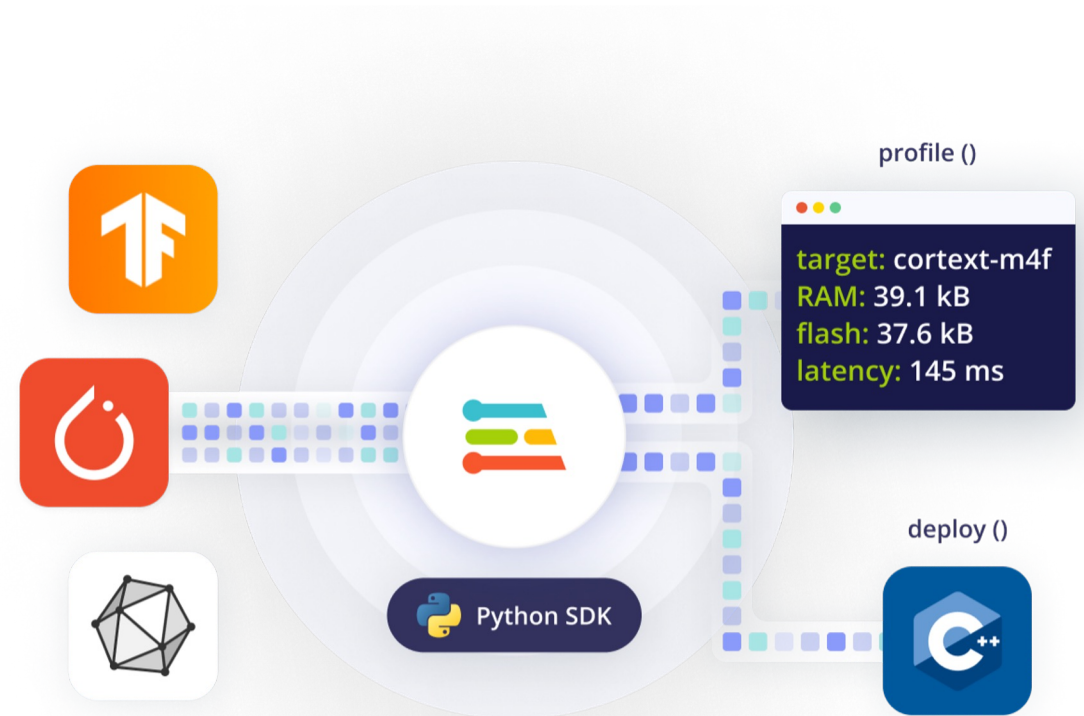 profile ()
target: cortext-m4f
RAM: 39.1 kB
flash: 37.6 kB
latency: 145 ms
Python SDK
deploy ()
C++